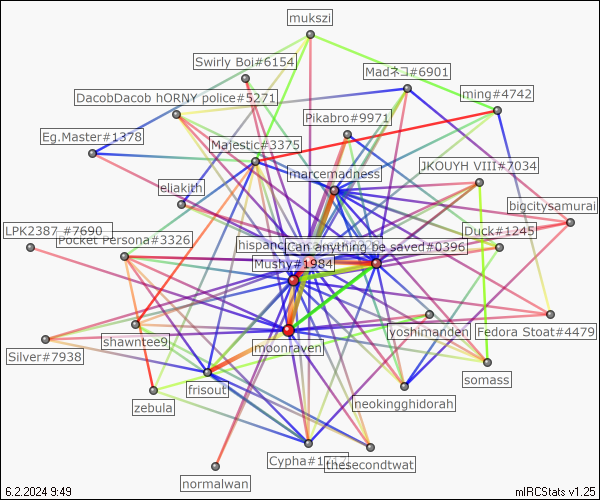 mukszi
Swirly Boi#6154
Madネコ#6901
DacobDacob hORNY police#5271
ming#4742
Pikabro#9971
Eg.Master#1378
Majestic#3375
JKOUYH VIII#7034
marcemadness
eliakith
bigcitysamurai
LPK2387_#7690
Duck#1245
Pocket Persona#3326
hispanc
Can anything be saved#0396
Mushy#1984
yoshimanden
Fedora Stoat#4479
Shawntee9
moonraven
Silver#7938
somass
frisout
zebula
neokingghidorah
Cypha#1
thesecondtwat
normalwan
6.2.2024 9:49
mIRCStats v1.25